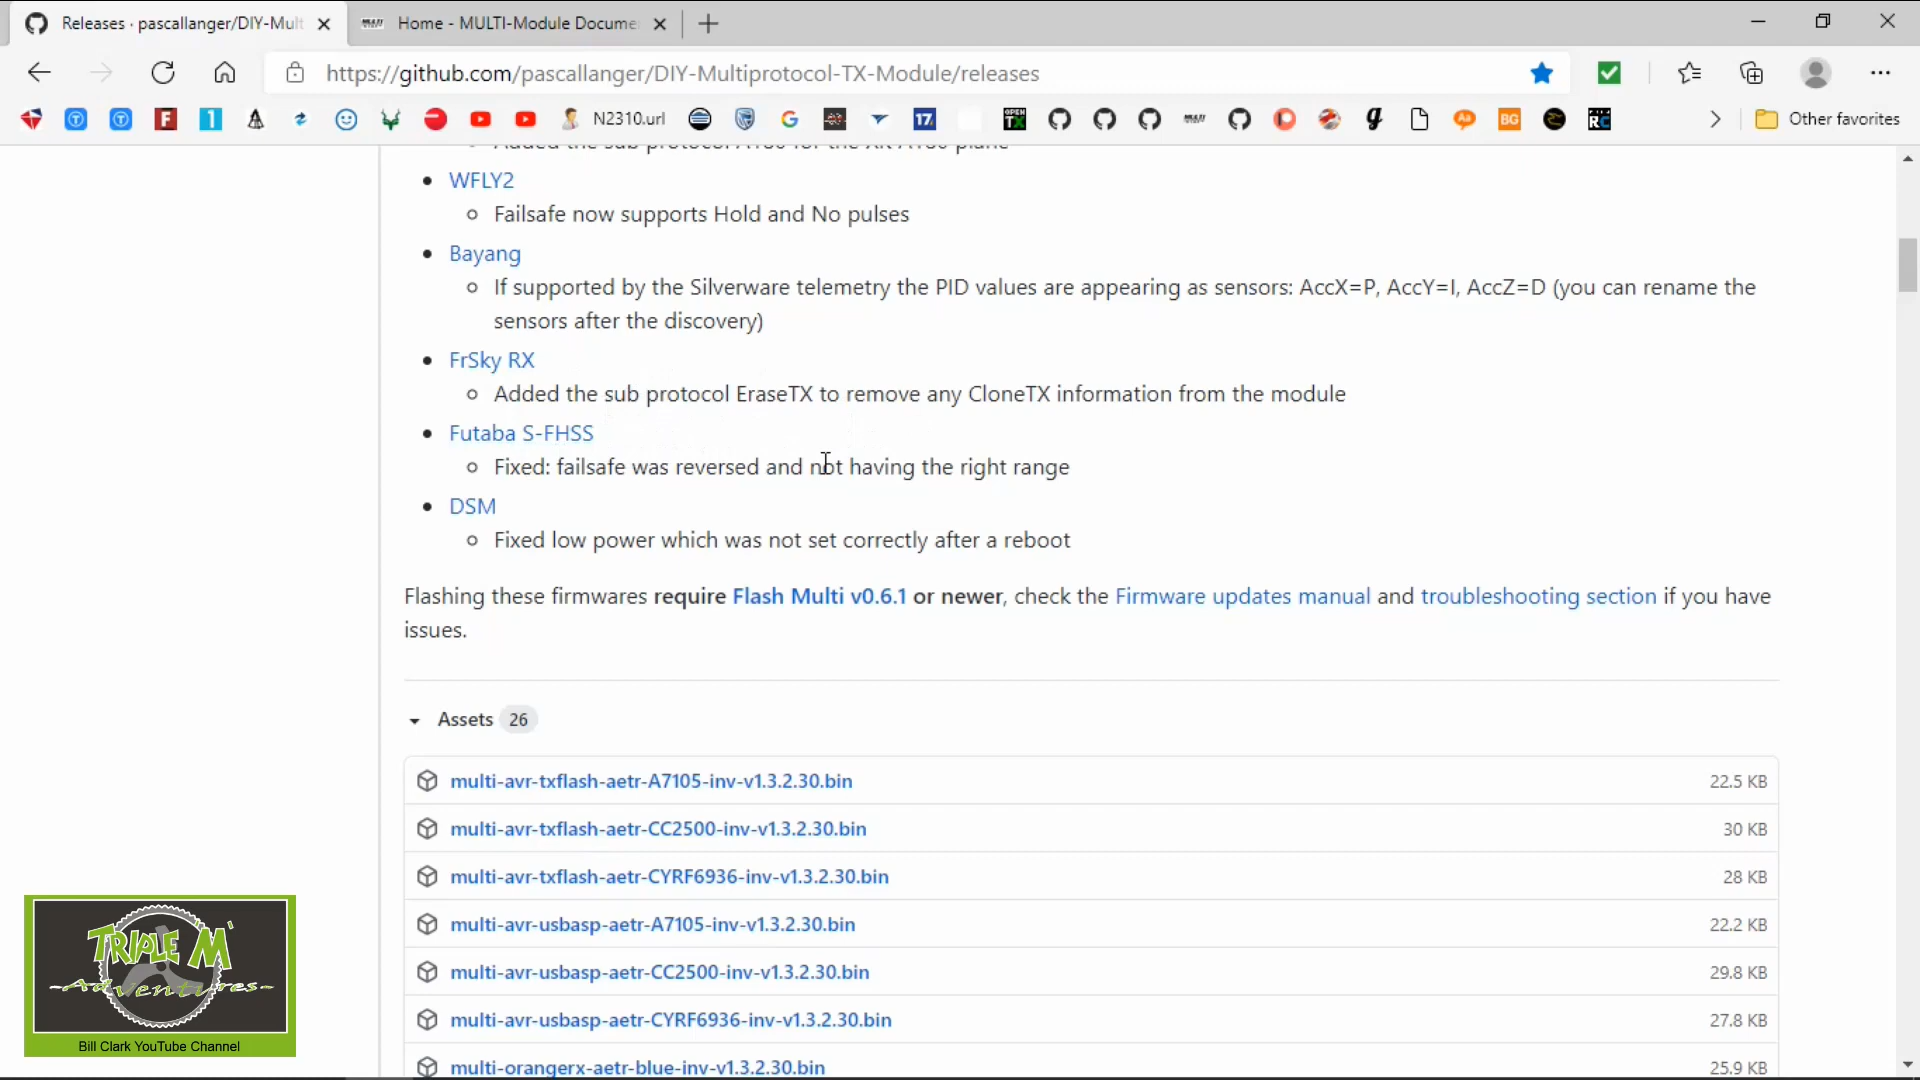 Releases · pascallanger/DIY-Mult
Home - MULTI-Module Docume
https://github.com/pascallanger/DIY-Multiprotocol-TX-Module/releases
N2310.url
Other favorites
WFLY2
Failsafe now supports Hold and No pulses
Bayang
If supported by the Silverware telemetry the PID values are appearing as sensors: AccX=P, AccY=I, AccZ=D (you can rename the
sensors after the discovery)
FrSky RX
Added the sub protocol EraseTX to remove any CloneTX information from the module
Futaba S-FHSS
Fixed: failsafe was reversed and not having the right range
DSM
Fixed low power which was not set correctly after a reboot
Flashing these firmwares require Flash Multi v0.6.1 or newer, check the Firmware updates manual and troubleshooting section if you have
issues.
Assets 26
multi-avr-txflash-aetr-A7105-inv-v1.3.2.30.bin 22.5 KB
multi-avr-txflash-aetr-CC2500-inv-v1.3.2.30.bin 30 KB
multi-avr-txflash-aetr-CYRF6936-inv-v1.3.2.30.bin 28 KB
multi-avr-usbasp-aetr-A7105-inv-v1.3.2.30.bin 22.2 KB
multi-avr-usbasp-aetr-CC2500-inv-v1.3.2.30.bin 29.8 KB
multi-avr-usbasp-aetr-CYRF6936-inv-v1.3.2.30.bin 27.8 KB
multi-orangerx-aetr-blue-inv-v1.3.2.30.bin 25.9 KB
TRIPLE M
-Adventures-
Bill Clark YouTube Channel